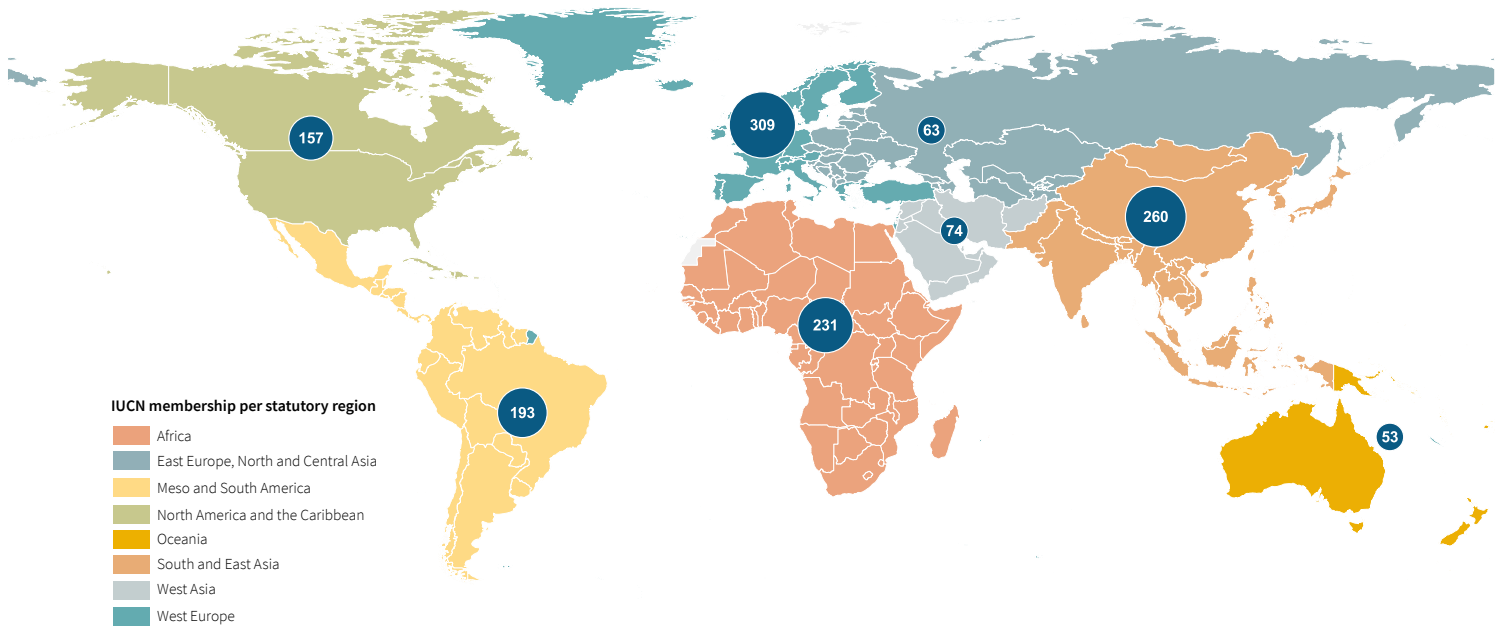 309
63
157
260
74
231
193
53
IUCN membership per statutory region
Africa
East Europe, North and Central Asia
Meso and South America
North America and the Caribbean
Oceania
South and East Asia
West Asia
West Europe